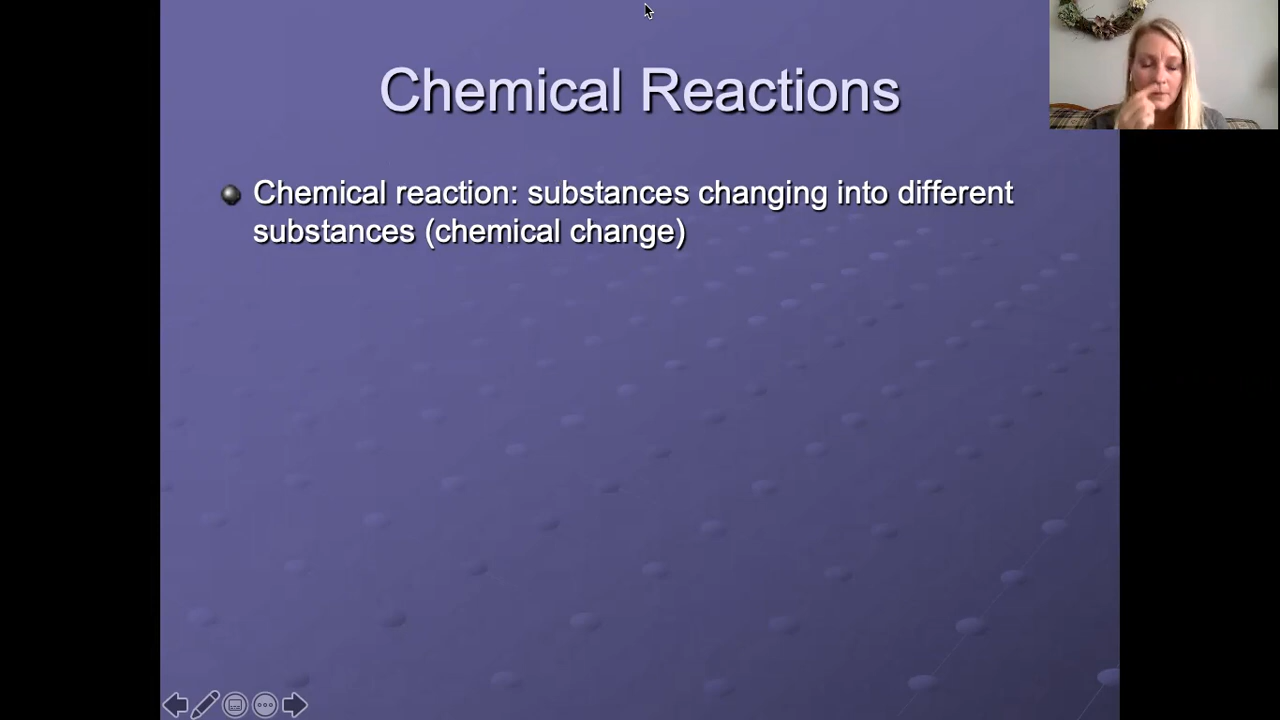 Chemical Reactions
Chemical reaction: substances changing into different
substances (chemical change)